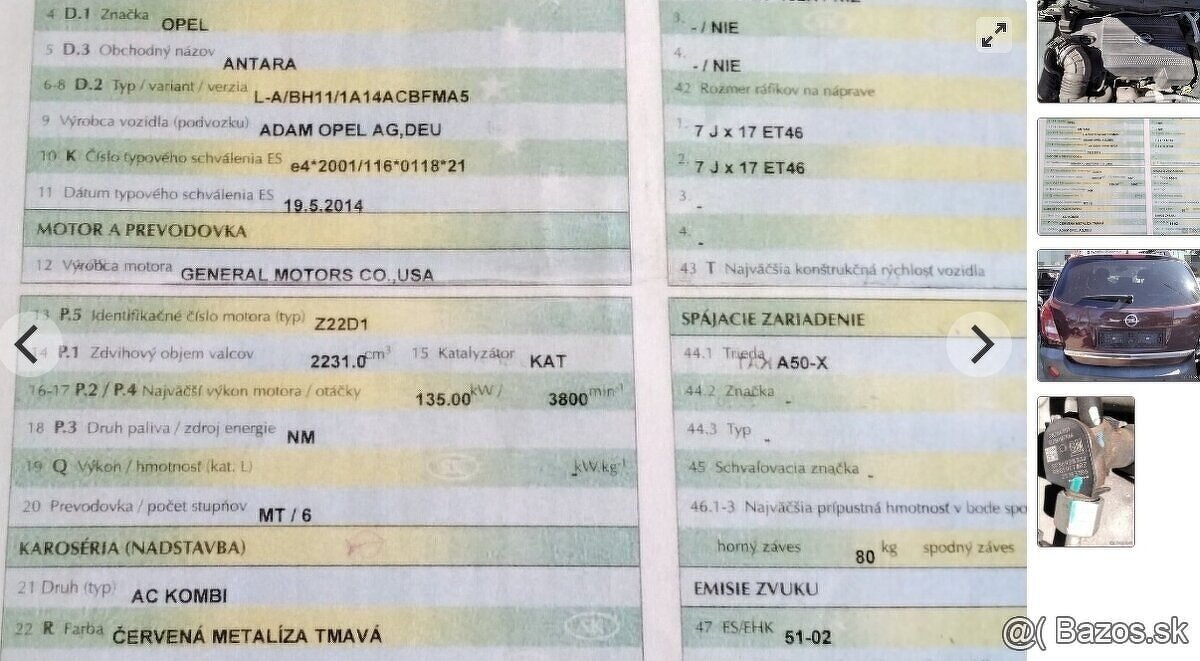 4 D.1 Značka OPEL
5 D.3 Obchodný názov ANTARA
6-8 D.2 Typ / variant / verzia L-A/BH11/1A14ACBFMA5
9 Výrobca vozidla (podvozku) ADAM OPEL AG,DEU
10 K Číslo typového schválenia ES e4*2001/116*0118*21
11 Dátum typového schválenia ES 19.5.2014
MOTOR A PREVODOVKA
12 Výrobca motora GENERAL MOTORS CO.,USA
13 P.5 Identifikačné číslo motora (typ) Z22D1
14 P.1 Zdvihový objem valcov 2231.0 cm³ 15 Katalyzátor KAT
16-17 P.2 / P.4 Najväčší výkon motora / otáčky 135.00 kW / 3800 min-1
18 P.3 Druh paliva / zdroj energie NM
19 Q Výkon / hmotnosť (kat. L) - kW.kg-1
20 Prevodovka / počet stupňov MT / 6
KAROSÉRIA (NADSTAVBA)
21 Druh (typ) AC KOMBI
22 R Farba ČERVENÁ METALÍZA TMAVÁ
SK
3. - / NIE
4. - / NIE
42 Rozmer ráfikov na náprave
1. 7 J x 17 ET46
2. 7 J x 17 ET46
3. -
4. -
43 T Najväčšia konštrukčná rýchlosť vozidla
SPÁJACIE ZARIADENIE
44.1 Trieda A50-X
44.2 Značka -
44.3 Typ -
45 Schvaľovacia značka -
46.1-3 Najväčšia prípustná hmotnosť v bode spo
horný záves 80 kg spodný záves
EMISIE ZVUKU
47 ES/EHK 51-02
@( Bazos.sk